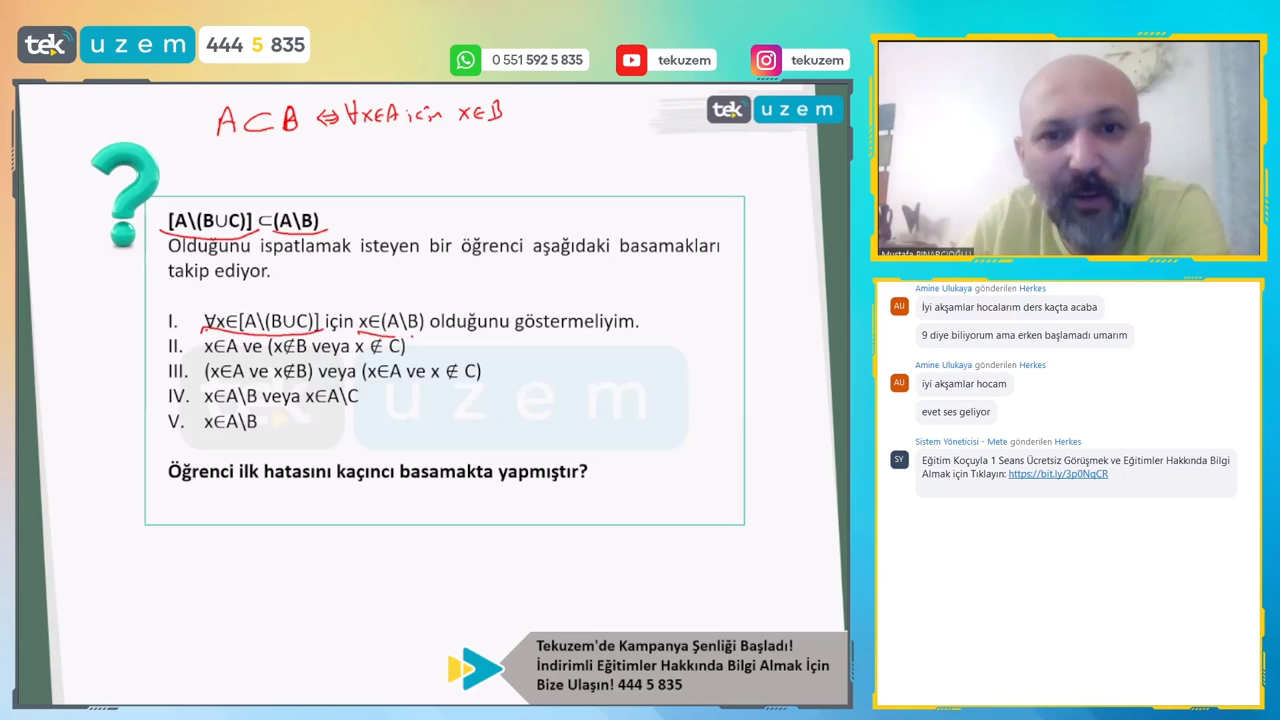 tek uzem 444 5 835
0 551 592 5 835
tekuzem
tekuzem
A⊂B ⇔ ∀x∈A için x∈B
tek uzem
[A\(B∪C)] ⊂(A\B)
Olduğunu ispatlamak isteyen bir öğrenci aşağıdaki basamakları
takip ediyor.
I. ∀x∈[A\(B∪C)] için x∈(A\B) olduğunu göstermeliyim.
II. x∈A ve (x∉B veya x ∉ C)
III. (x∈A ve x∉B) veya (x∈A ve x ∉ C)
IV. x∈A\B veya x∈A\C
V. x∈A\B
uzem
Öğrenci ilk hatasını kaçıncı basamakta yapmıştır?
Tekuzem'de Kampanya Şenliği Başladı!
İndirimli Eğitimler Hakkında Bilgi Almak İçin
Bize Ulaşın! 444 5 835
Mustafa PINARCIOĞLU
Amine Ulukaya gönderilen Herkes
AU
İyi akşamlar hocalarım ders kaçta acaba
9 diye biliyorum ama erken başlamadı umarım
Amine Ulukaya gönderilen Herkes
AU
iyi akşamlar hocam
evet ses geliyor
Sistem Yöneticisi - Mete gönderilen Herkes
SY
Eğitim Koçuyla 1 Seans Ücretsiz Görüşmek ve Eğitimler Hakkında Bilgi
Almak için Tıklayın: https://bit.ly/3p0NqCR